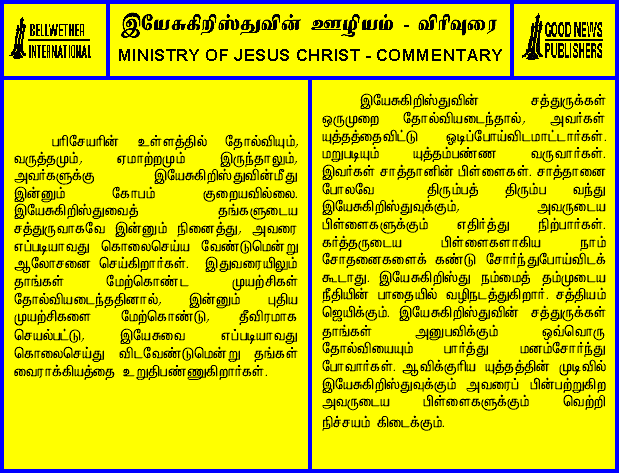 BELLWETHER
INTERNATIONAL
இயேசுகிறிஸ்துவின் ஊழியம் - விரிவுரை
MINISTRY OF JESUS CHRIST - COMMENTARY
GOOD NEWS
PUBLISHERS
பரிசேயரின் உள்ளத்தில் தோல்வியும்,
வருத்தமும், ஏமாற்றமும் இருந்தாலும்,
அவர்களுக்கு இயேசுகிறிஸ்துவின்மீது
இன்னும் கோபம் குறையவில்லை.
இயேசுகிறிஸ்துவைத் தங்களுடைய
சத்துருவாகவே இன்னும் நினைத்து, அவரை
எப்படியாவது கொலைசெய்ய வேண்டுமென்று
ஆலோசனை செய்கிறார்கள். இதுவரையிலும்
தாங்கள் மேற்கொண்ட முயற்சிகள்
தோல்வியடைந்ததினால், இன்னும் புதிய
முயற்சிகளை மேற்கொண்டு, தீவிரமாக
செயல்பட்டு, இயேசுவை எப்படியாவது
கொலைசெய்து விடவேண்டுமென்று தங்கள்
வைராக்கியத்தை உறுதிபண்ணுகிறார்கள்.
இயேசுகிறிஸ்துவின் சத்துருக்கள்
ஒருமுறை தோல்வியடைந்தால், அவர்கள்
யுத்தத்தைவிட்டு ஓடிப்போய்விடமாட்டார்கள்.
மறுபடியும் யுத்தம்பண்ண வருவார்கள்.
இவர்கள் சாத்தானின் பிள்ளைகள். சாத்தானை
போலவே திரும்பத் திரும்ப வந்து
இயேசுகிறிஸ்துவுக்கும், அவருடைய
பிள்ளைகளுக்கும் எதிர்த்து நிற்பார்கள்.
கர்த்தருடைய பிள்ளைகளாகிய நாம்
சோதனைகளைக் கண்டு சோர்ந்துபோய்விடக்
கூடாது. இயேசுகிறிஸ்து நம்மைத் தம்முடைய
நீதியின் பாதையில் வழிநடத்துகிறார். சத்தியம்
ஜெயிக்கும். இயேசுகிறிஸ்துவின் சத்துருக்கள்
தாங்கள் அனுபவிக்கும் ஒவ்வொரு
தோல்வியையும் பார்த்து மனம்சோர்ந்து
போவார்கள். ஆவிக்குரிய யுத்தத்தின் முடிவில்
இயேசுகிறிஸ்துவுக்கும் அவரைப் பின்பற்றுகிற
அவருடைய பிள்ளைகளுக்கும் வெற்றி
நிச்சயம் கிடைக்கும்.